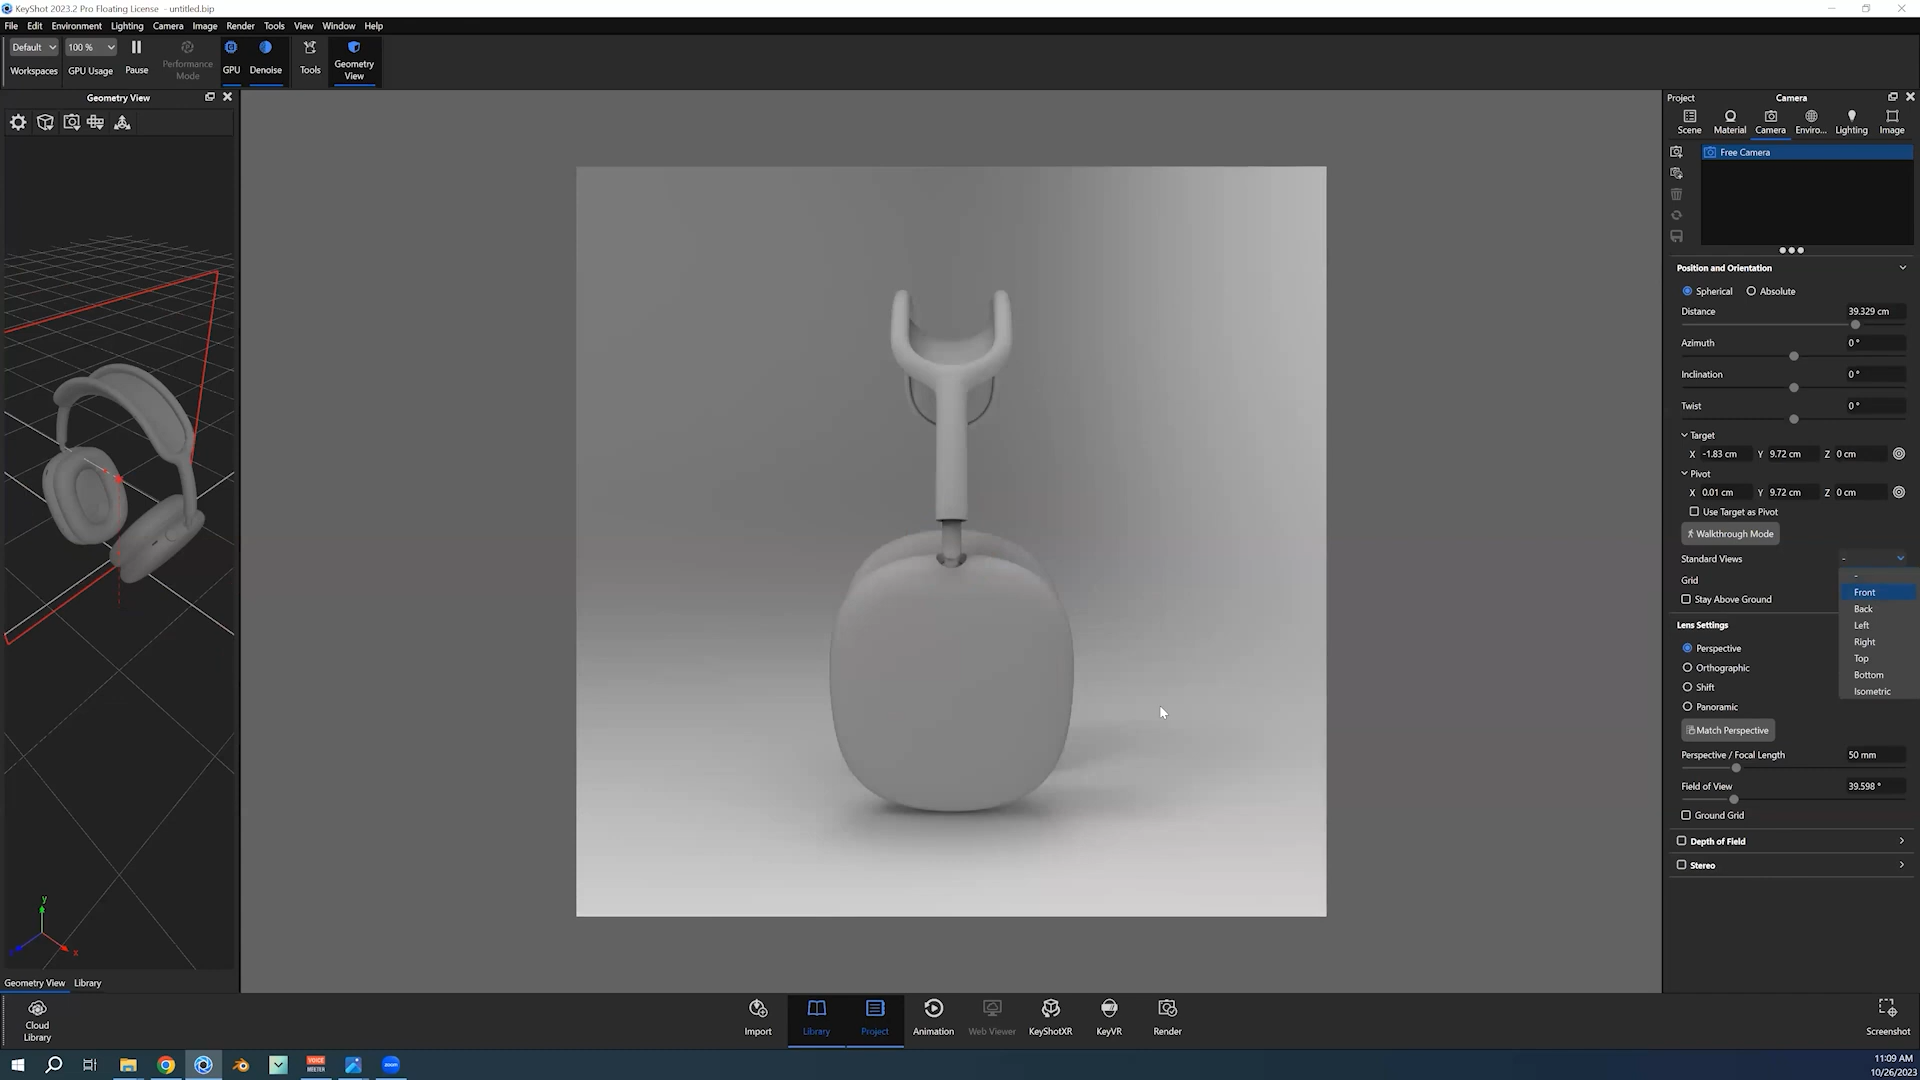 KeyShot 2023.2 Pro Floating License - untitled.bip
File Edit Environment Lighting Camera Image Render Tools View Window Help
Default 100 %
Workspaces GPU Usage Pause Performance Mode GPU Denoise Tools Geometry View
Geometry View
Project Camera
Scene Material Camera Enviro... Lighting Image
Free Camera
Position and Orientation
Spherical Absolute
Distance 39.329 cm
Azimuth 0 °
Inclination 0 °
Twist 0 °
Target
X -1.83 cm Y 9.72 cm Z 0 cm
Pivot
X 0.01 cm Y 9.72 cm Z 0 cm
Use Target as Pivot
Walkthrough Mode
Standard Views -
-
Grid
Front
Stay Above Ground
Back
Left
Lens Settings
Right
Perspective
Top
Orthographic
Bottom
Shift
Isometric
Panoramic
Match Perspective
Perspective / Focal Length 50 mm
Field of View 39.598 °
Ground Grid
Depth of Field
Stereo
y
x
Geometry View Library
Cloud Library
Import Library Project Animation Web Viewer KeyShotXR KeyVR Render
Screenshot
VOICE MEETER
zoom
11:09 AM
10/26/2023